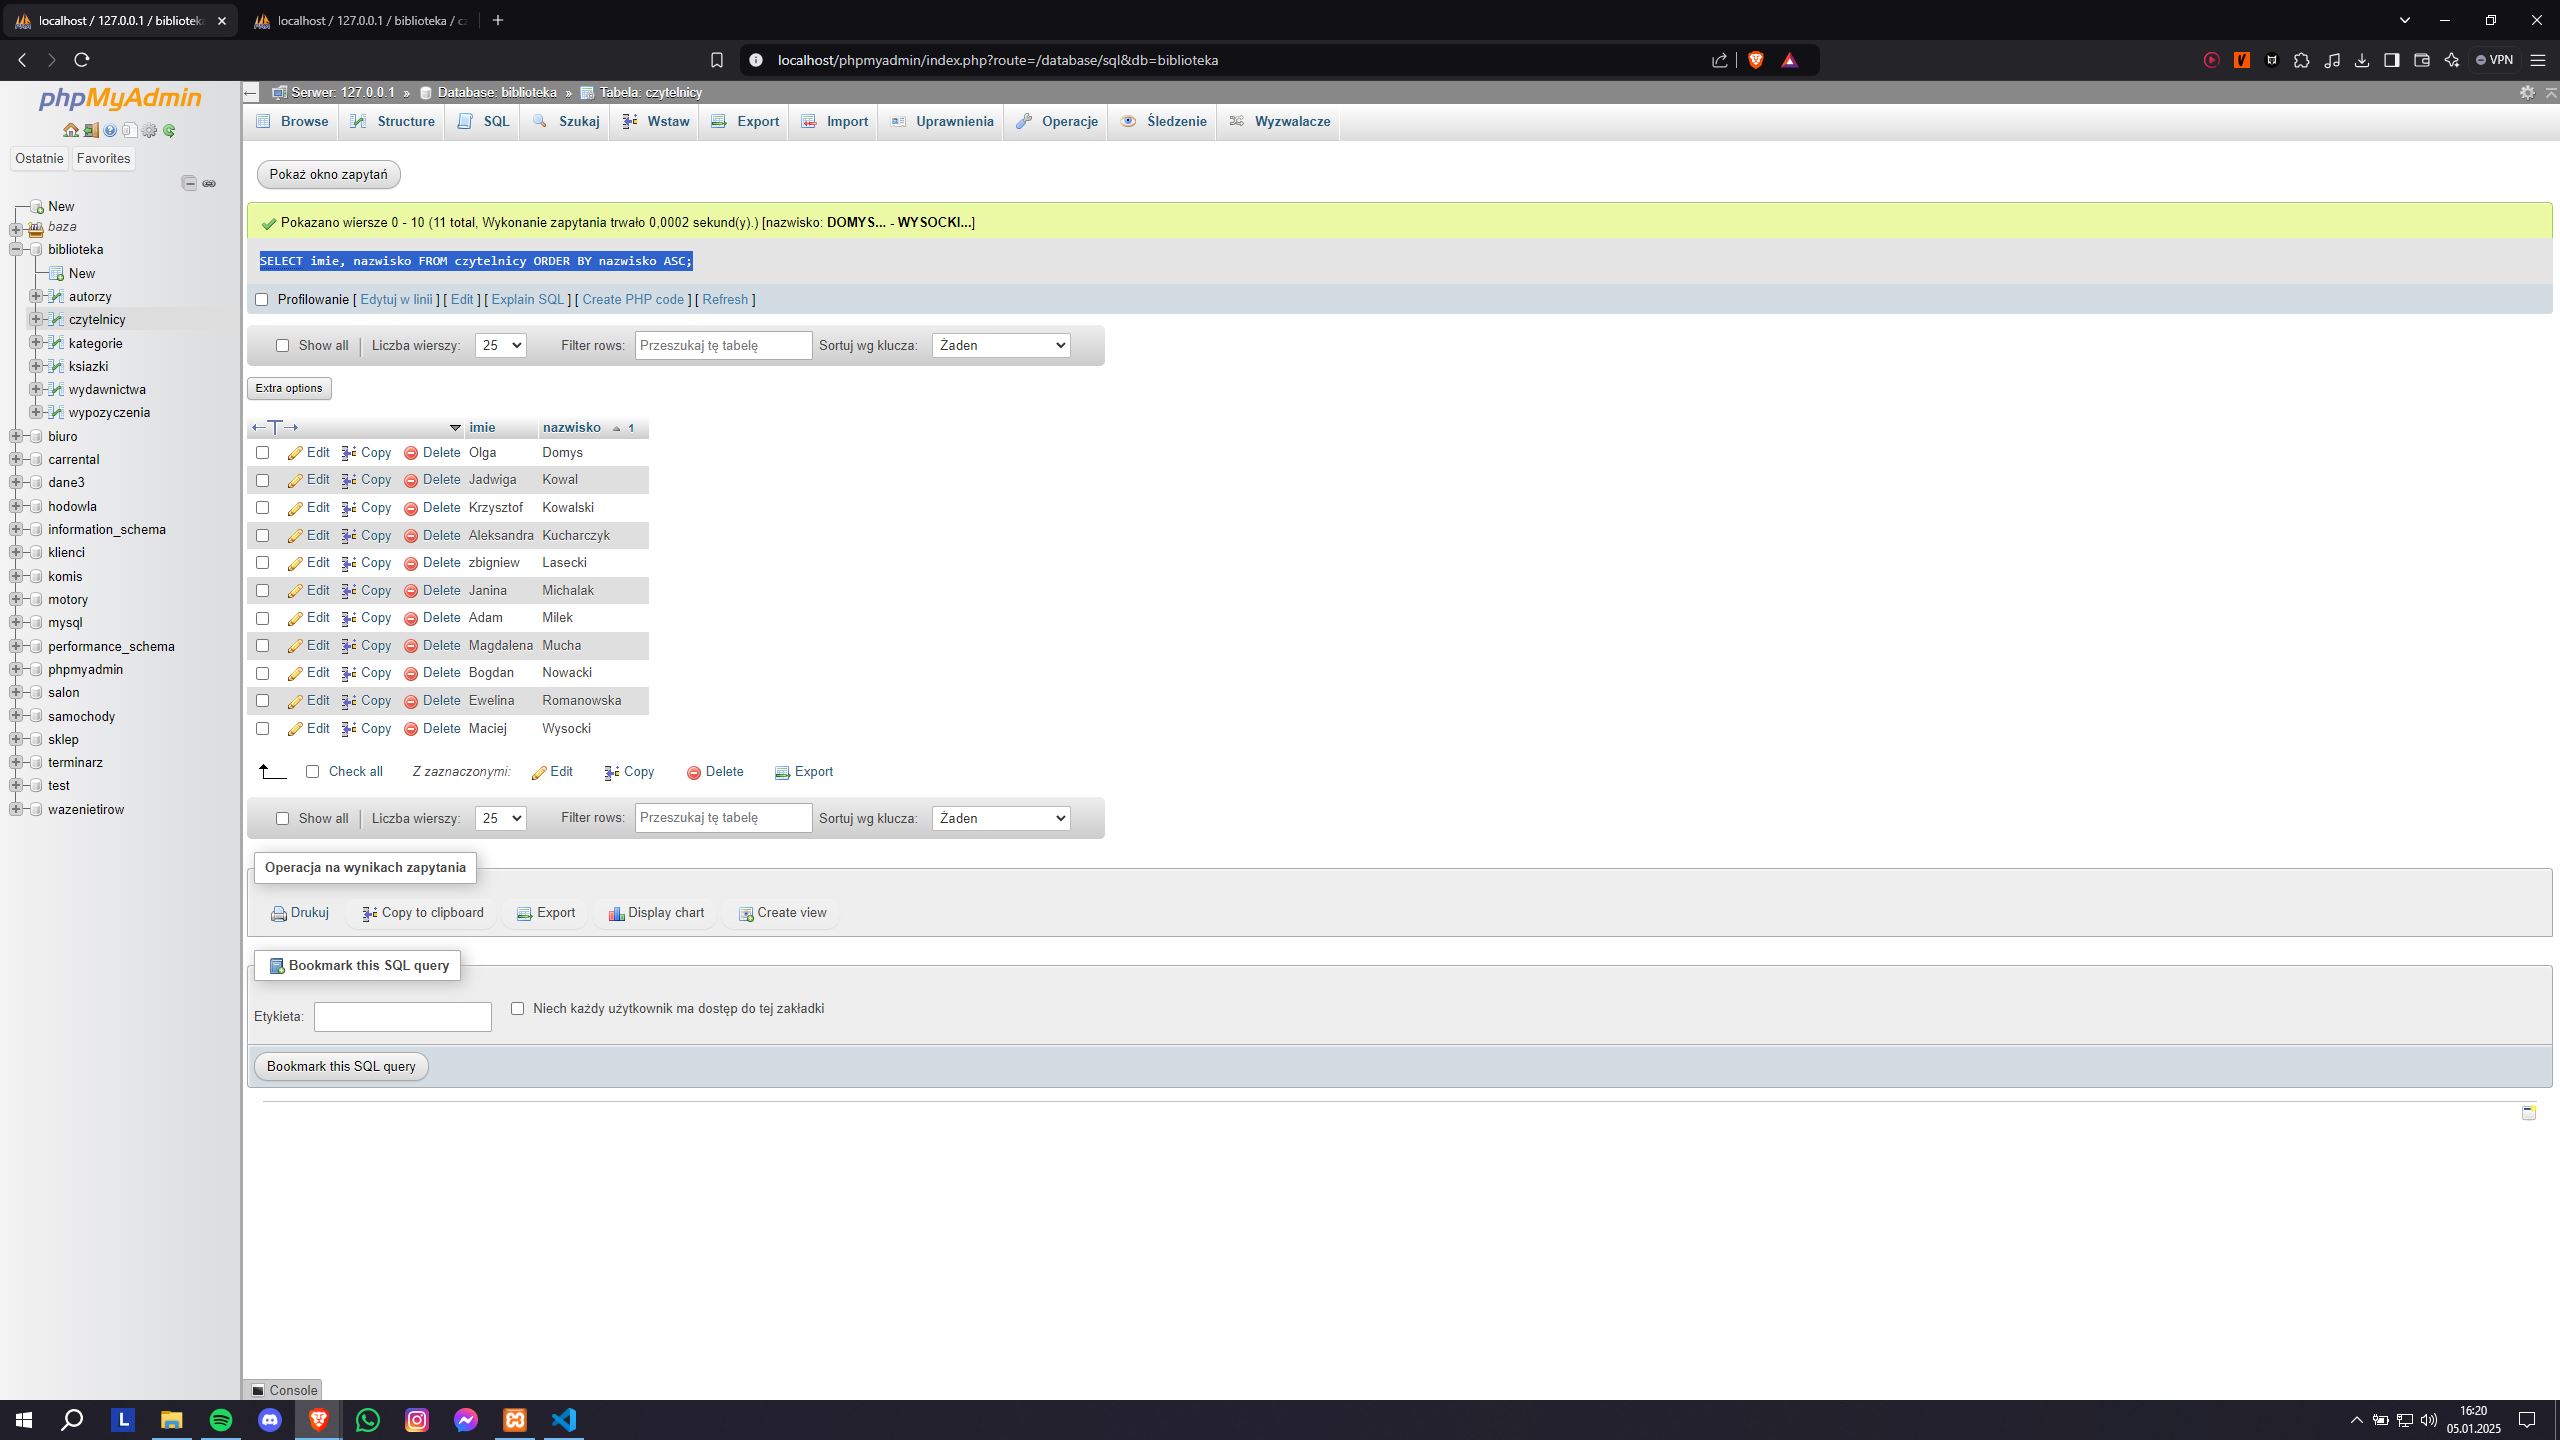 localhost / 127.0.0.1 / bibliotek
localhost / 127.0.0.1 / biblioteka / cz
localhost/phpmyadmin/index.php?route=/database/sql&db=biblioteka
VPN
phpMyAdmin
Ostatnie Favorites
New
baza
biblioteka
New
autorzy
czytelnicy
kategorie
ksiazki
wydawnictwa
wypozyczenia
biuro
carrental
dane3
hodowla
information_schema
klienci
komis
motory
mysql
performance_schema
phpmyadmin
salon
samochody
sklep
terminarz
test
wazenietirow
Serwer: 127.0.0.1 » Database: biblioteka » Tabela: czytelnicy
Browse Structure SQL Szukaj Wstaw Export Import Uprawnienia Operacje Śledzenie Wyzwalacze
Pokaż okno zapytań
Pokazano wiersze 0 - 10 (11 total, Wykonanie zapytania trwało 0,0002 sekund(y).) [nazwisko: DOMYS... - WYSOCKI...]
SELECT imie, nazwisko FROM czytelnicy ORDER BY nazwisko ASC;
Profilowanie [ Edytuj w linii ] [ Edit ] [ Explain SQL ] [ Create PHP code ] [ Refresh ]
Show all | Liczba wierszy: 25 Filter rows: Przeszukaj tę tabelę Sortuj wg klucza: Żaden
Extra options
←T→ imie nazwisko 1
Edit Copy Delete Olga Domys
Edit Copy Delete Jadwiga Kowal
Edit Copy Delete Krzysztof Kowalski
Edit Copy Delete Aleksandra Kucharczyk
Edit Copy Delete zbigniew Lasecki
Edit Copy Delete Janina Michalak
Edit Copy Delete Adam Milek
Edit Copy Delete Magdalena Mucha
Edit Copy Delete Bogdan Nowacki
Edit Copy Delete Ewelina Romanowska
Edit Copy Delete Maciej Wysocki
Check all Z zaznaczonymi: Edit Copy Delete Export
Show all | Liczba wierszy: 25 Filter rows: Przeszukaj tę tabelę Sortuj wg klucza: Żaden
Operacja na wynikach zapytania
Drukuj Copy to clipboard Export Display chart Create view
Bookmark this SQL query
Etykieta: Niech każdy użytkownik ma dostęp do tej zakładki
Bookmark this SQL query
Console
L
16:20
05.01.2025